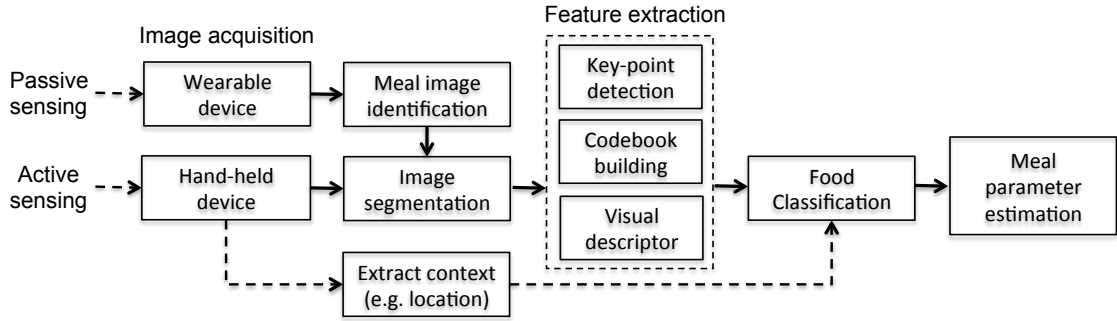 Feature extraction
Image acquisition
Passive
sensing
Wearable
device
Meal image
identification
Key-point
detection
Active
sensing
Hand-held
device
Image
segmentation
Codebook
building
Visual
descriptor
Food
Classification
Meal
parameter
estimation
Extract context
(e.g. location)